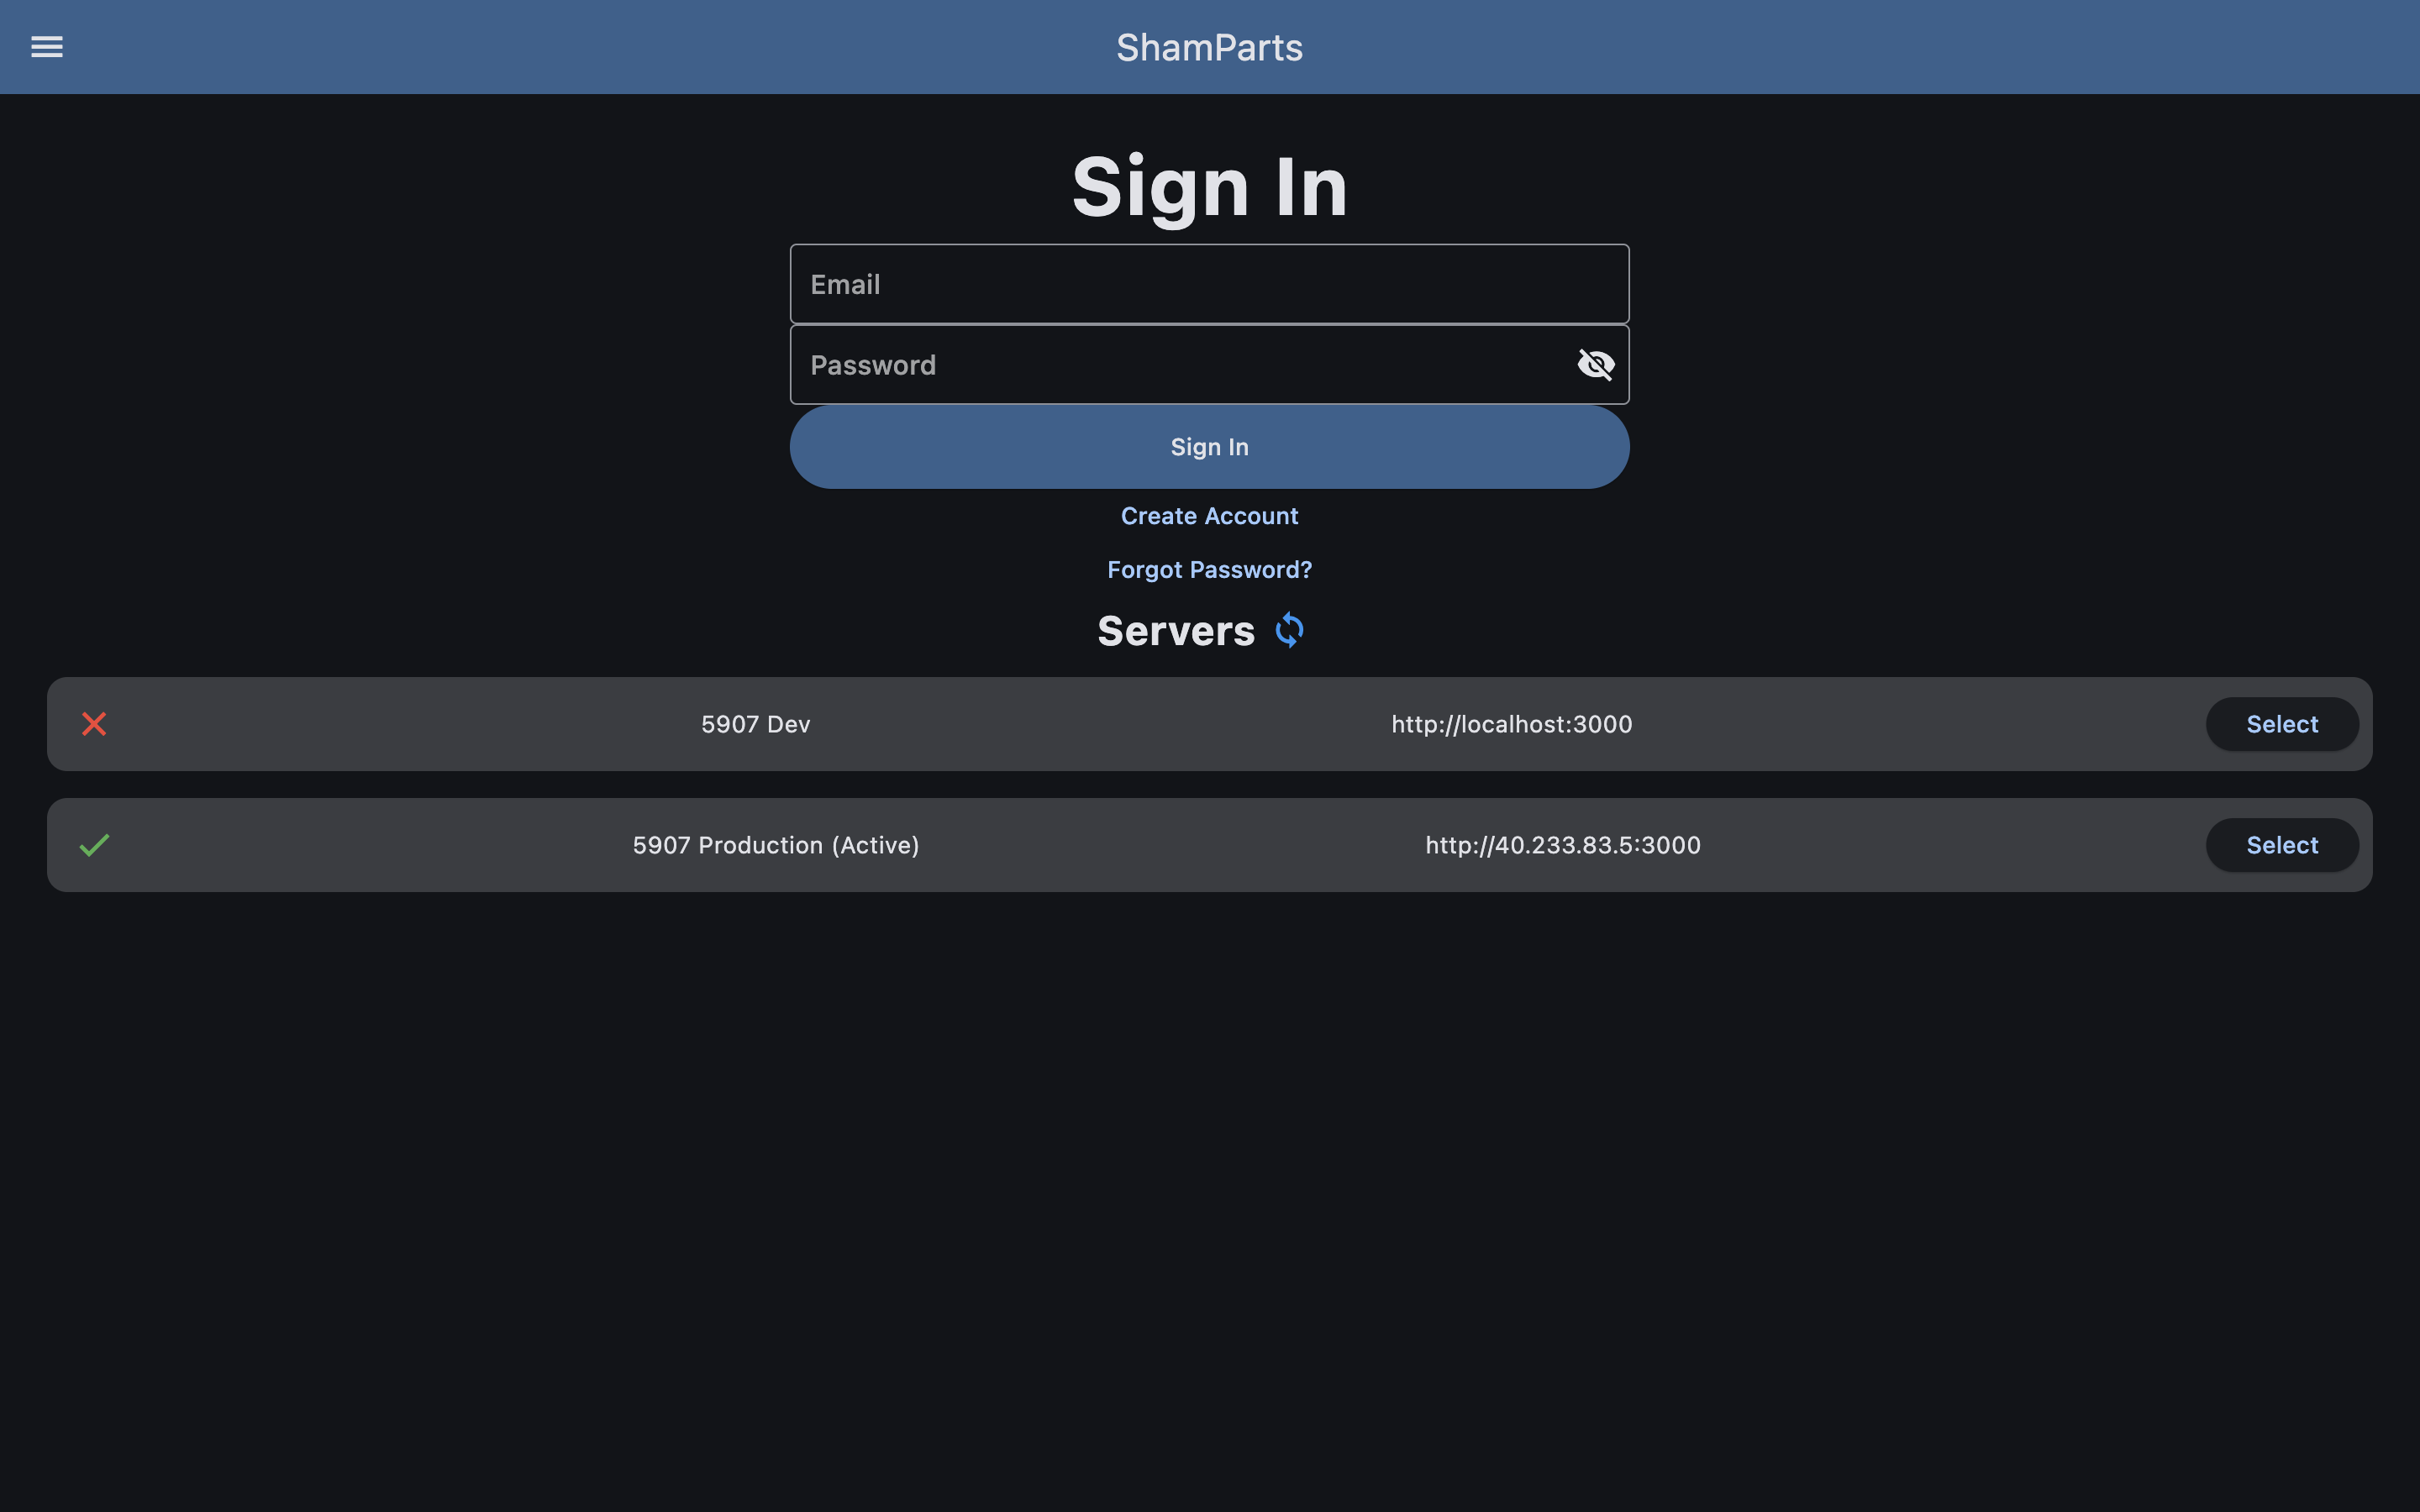 ShamParts
Sign In
Email
Password
Sign In
Create Account
Forgot Password?
Servers
5907 Dev http://localhost:3000 Select
5907 Production (Active) http://40.233.83.5:3000 Select